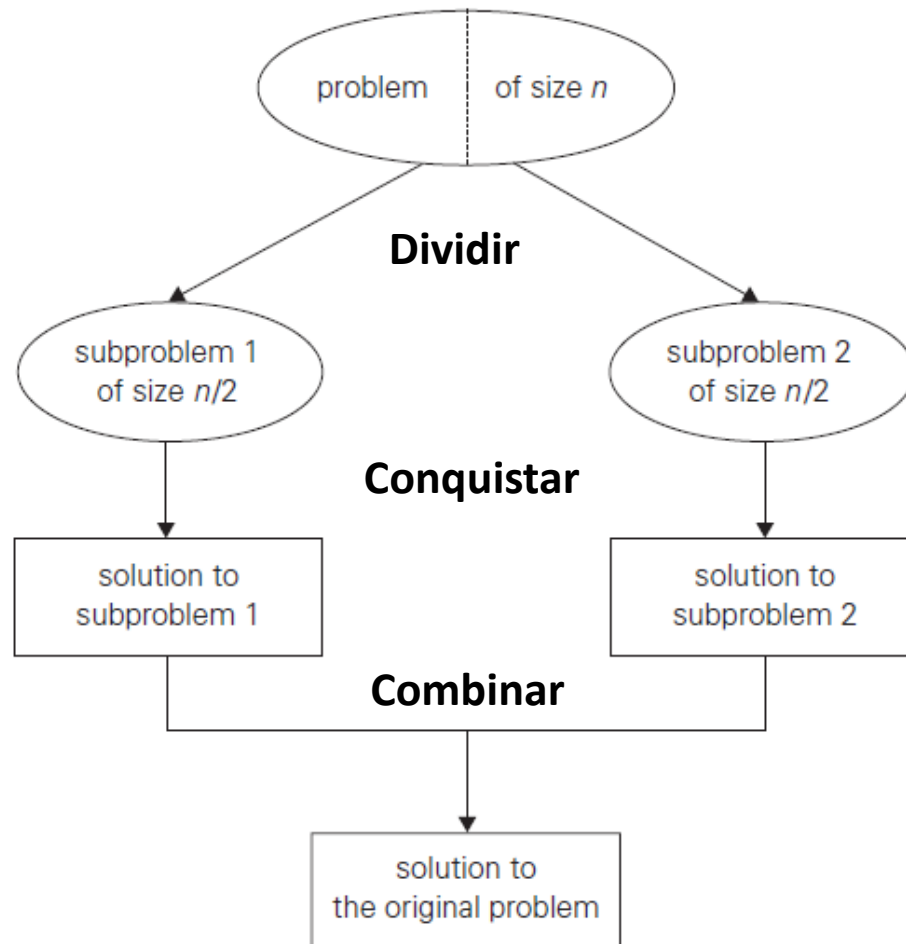 problem of size n
Dividir
subproblem 1
of size n/2
subproblem 2
of size n/2
Conquistar
solution to
subproblem 1
solution to
subproblem 2
Combinar
solution to
the original problem